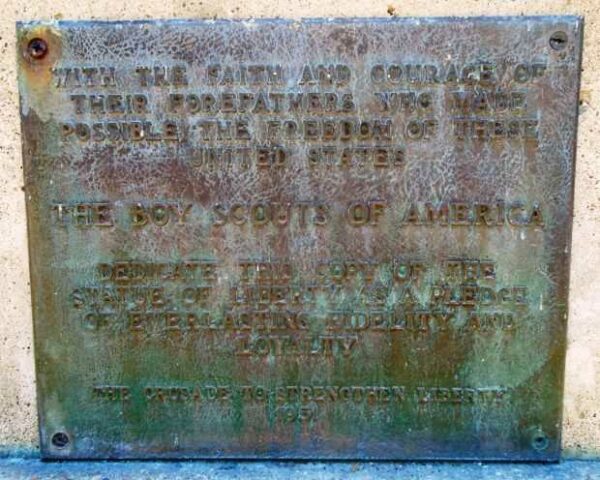 WITH THE FAITH AND COURAGE OF
THEIR FOREFATHERS WHO MADE
POSSIBLE THE FREEDOM OF THESE
UNITED STATES
THE BOY SCOUTS OF AMERICA
DEDICATE THIS COPY OF THE
STATUE OF LIBERTY AS A PLEDGE
OF EVERLASTING FIDELITY AND
LOYALTY
THE CRUSADE TO STRENGTHEN LIBERTY
1951